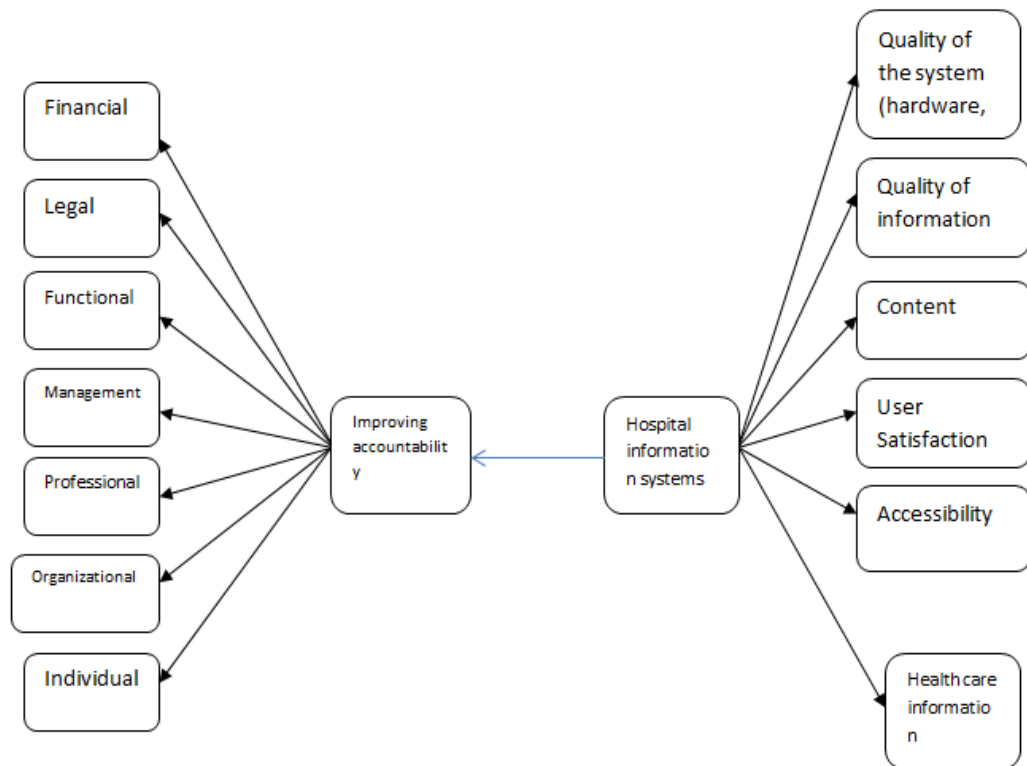 Financial
Legal
Functional
Management
Professional
Organizational
Individual
Improving
accountabilit
y
Hospital
informatio
n systems
Quality of
the system
(hardware,
Quality of
information
Content
User
Satisfaction
Accessibility
Health care
informatio
n